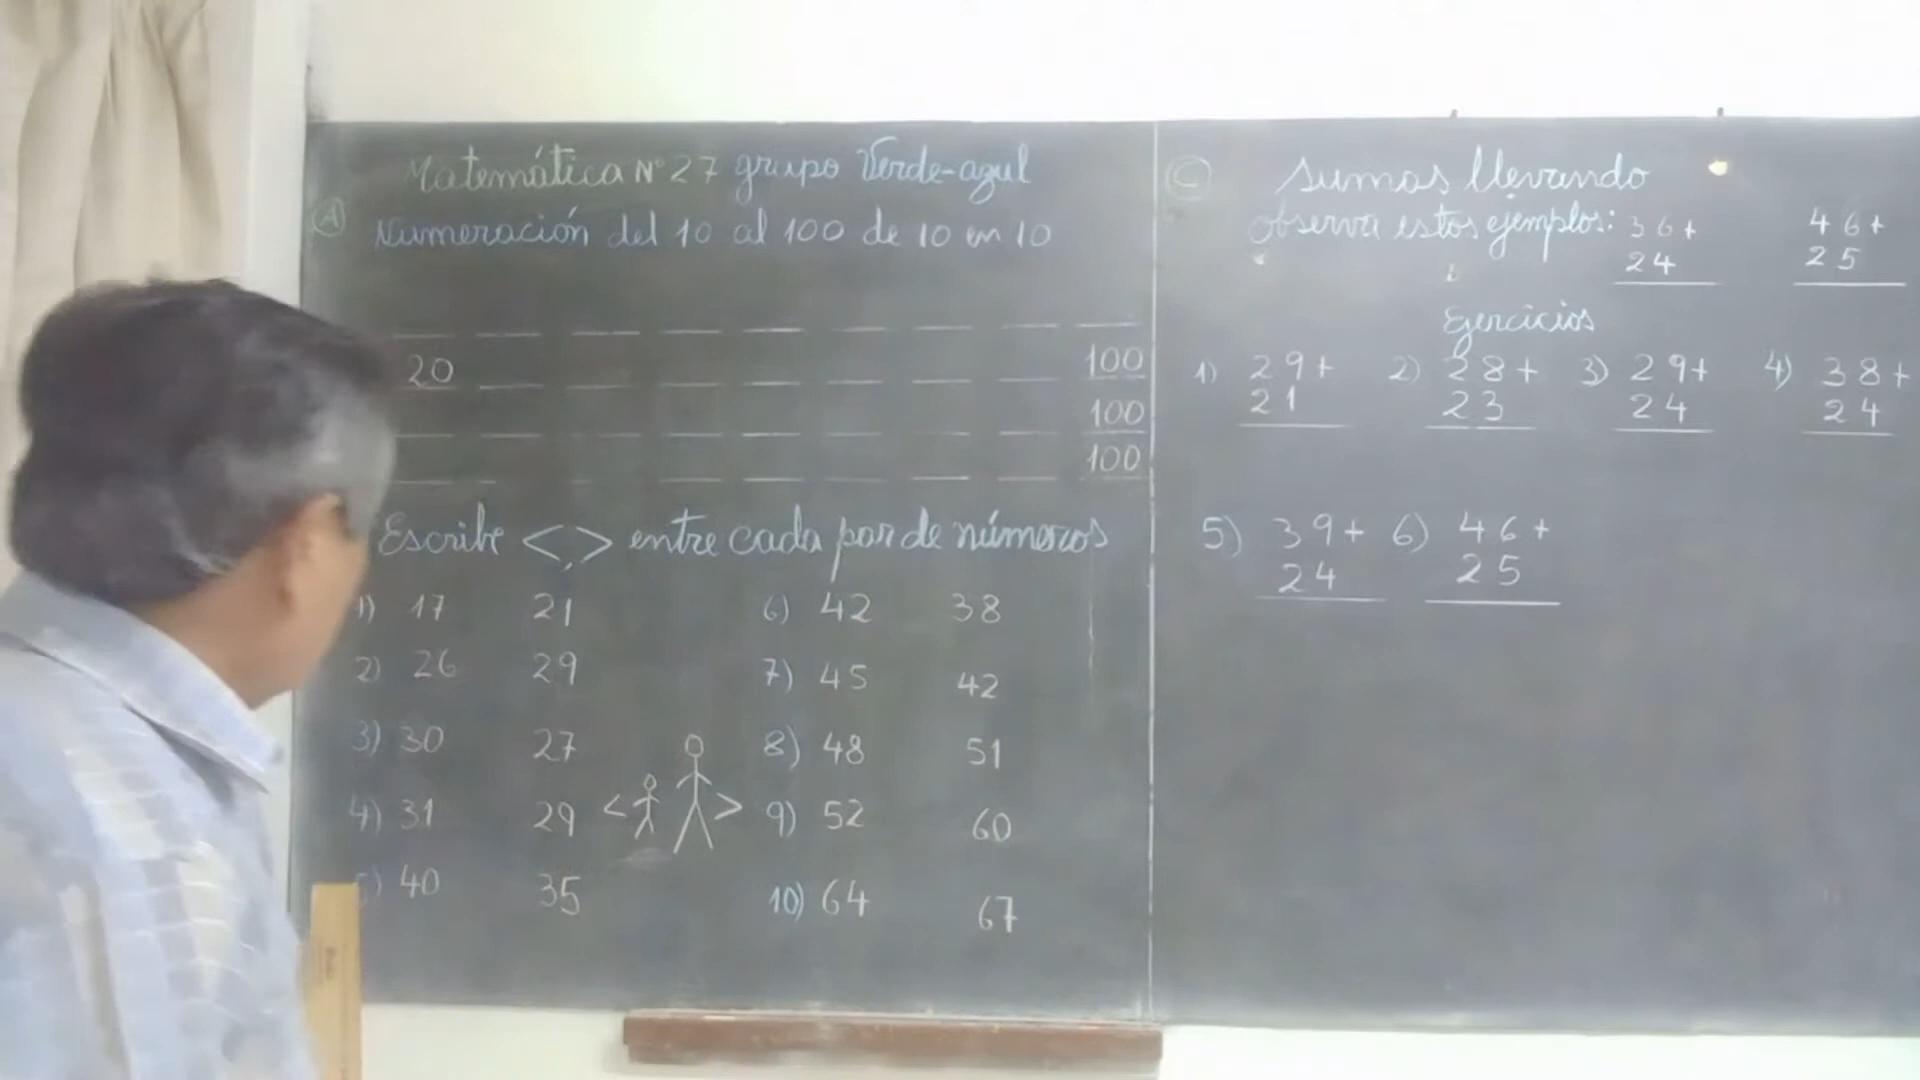 Matemática Nº 27 grupo Verde-azul
A Numeración del 10 al 100 de 10 en 10
20 100
100
100
Escribe <, > entre cada par de números
1) 17 21
2) 26 29
3) 30 27
4) 31 29
5) 40 35
< >
6) 42 38
7) 45 42
8) 48 51
9) 52 60
10) 64 67
C Sumas llevando
Observa estos ejemplos: 36+ 46+
24 25
Ejercicios
1) 29+ 2) 28+ 3) 29+ 4) 38+
21 23 24 24
5) 39+ 6) 46+
24 25